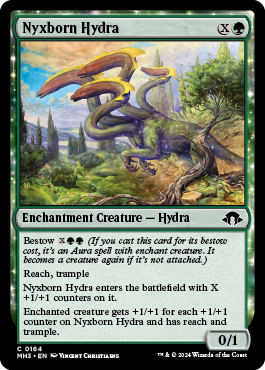 Nyxborn Hydra X
Enchantment Creature — Hydra
Bestow X (If you cast this card for its bestow
cost, it's an Aura spell with enchant creature. It
becomes a creature again if it's not attached.)
Reach, trample
Nyxborn Hydra enters the battlefield with X
+1/+1 counters on it.
Enchanted creature gets +1/+1 for each +1/+1
counter on Nyxborn Hydra and has reach and
trample.
0/1
C 0164
MH3 • EN Vincent Christiaens
™ & © 2024 Wizards of the Coast